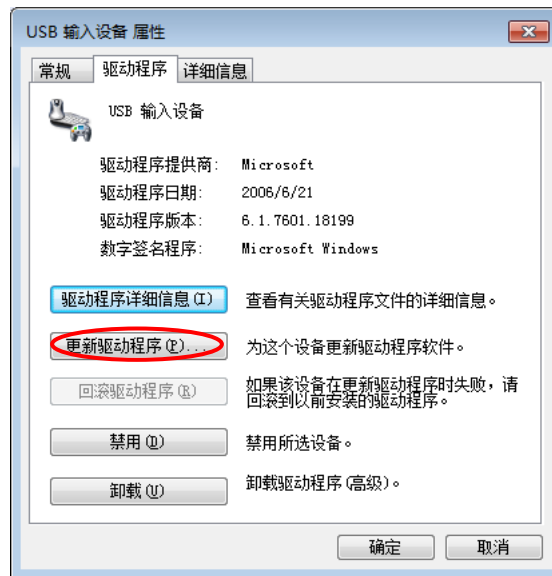 USB 输入设备 属性
常规 驱动程序 详细信息
USB 输入设备
驱动程序提供商: Microsoft
驱动程序日期: 2006/6/21
驱动程序版本: 6.1.7601.18199
数字签名程序: Microsoft Windows
驱动程序详细信息(I) 查看有关驱动程序文件的详细信息。
更新驱动程序(P)... 为这个设备更新驱动程序软件。
回滚驱动程序(R) 如果该设备在更新驱动程序时失败，请
回滚到以前安装的驱动程序。
禁用(D) 禁用所选设备。
卸载(U) 卸载驱动程序(高级)。
确定 取消